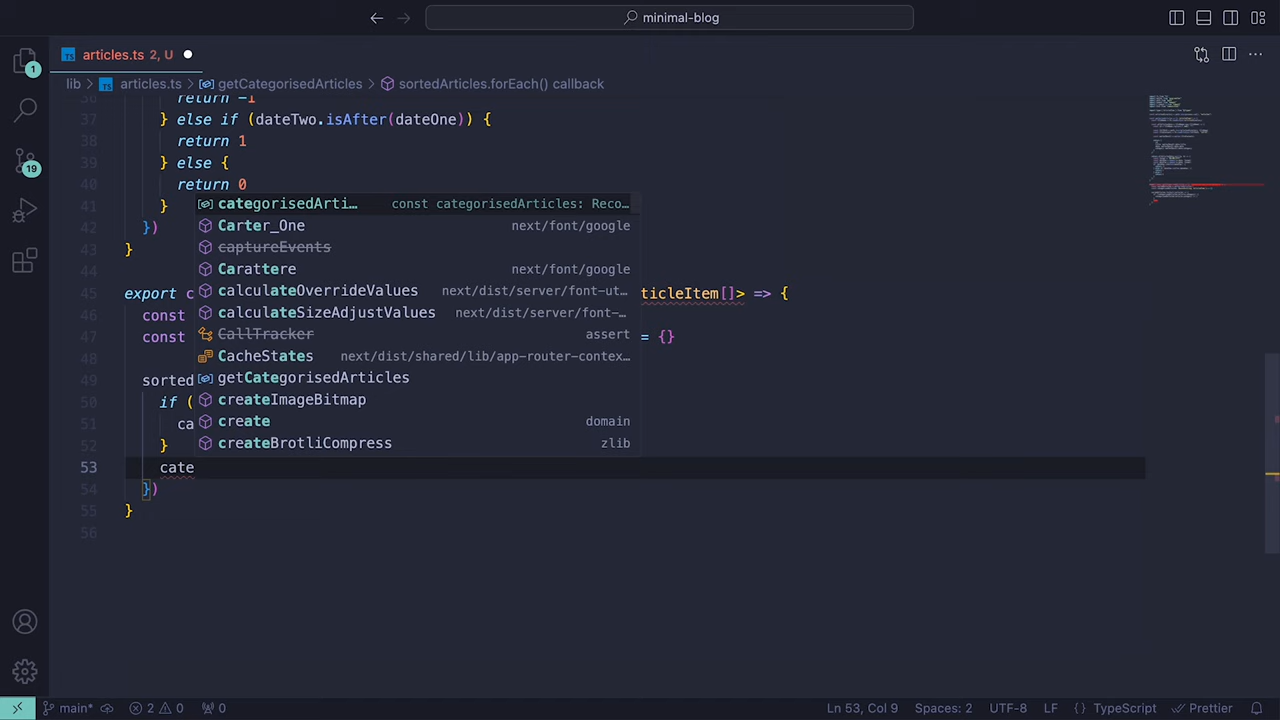 minimal-blog
articles.ts 2, U
lib > articles.ts > getCategorisedArticles > sortedArticles.forEach() callback
36 return -1
37 } else if (dateTwo.isAfter(dateOne)) {
38 return 1
39 } else {
40 return 0
41 }
42 })
43 }
44
45 export c ticleItem[]> => {
46 const
47 const = {}
48
49 sorted
50 if (
51 ca
52 }
53 cate
54 })
55 }
56
categorisedArti… const categorisedArticles: Reco…
Carter_One next/font/google
captureEvents
Carattere next/font/google
calculateOverrideValues next/dist/server/font-ut…
calculateSizeAdjustValues next/dist/server/font-…
CallTracker assert
CacheStates next/dist/shared/lib/app-router-contex…
getCategorisedArticles
createImageBitmap
create domain
createBrotliCompress zlib
1
19
main* 2 0 0 Ln 53, Col 9 Spaces: 2 UTF-8 LF {} TypeScript Prettier